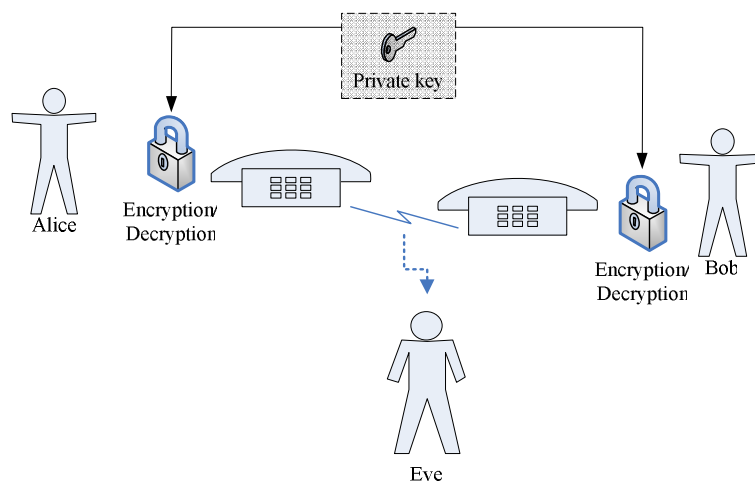 Private key
Alice
Encryption/
Decryption
Encryption/
Decryption
Bob
Eve